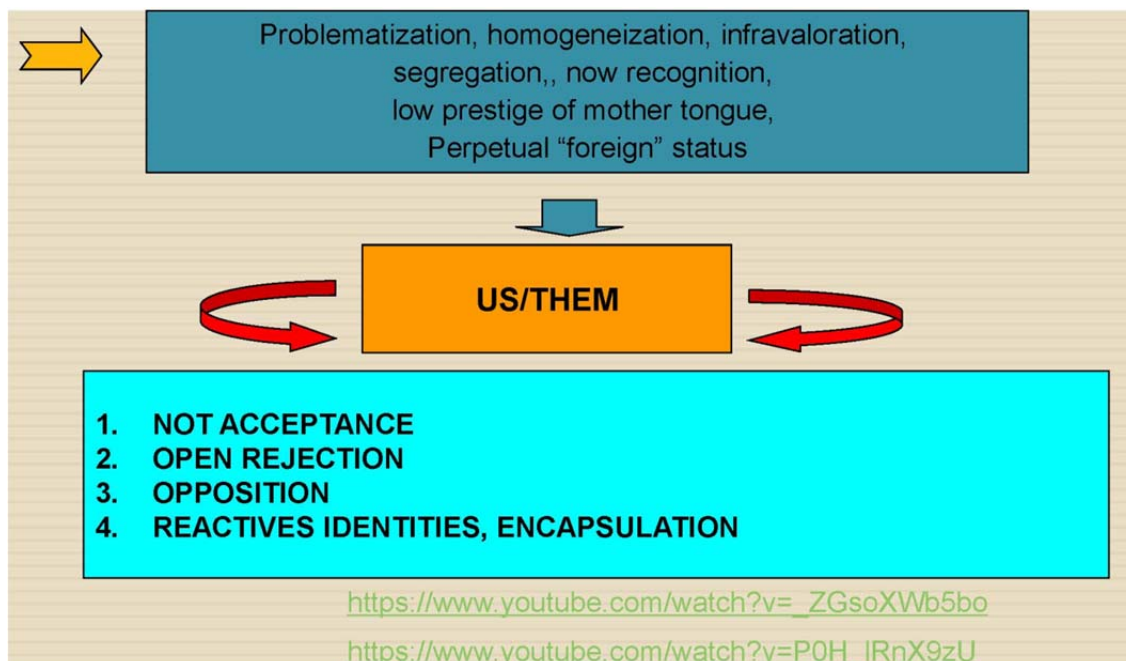 Problematization, homogeneization, infravaloration,
segregation,, now recognition,
low prestige of mother tongue,
Perpetual “foreign” status
US/THEM
1. NOT ACCEPTANCE
2. OPEN REJECTION
3. OPPOSITION
4. REACTIVES IDENTITIES, ENCAPSULATION
https://www.youtube.com/watch?v=_ZGsoXWb5bo
https://www.youtube.com/watch?v=P0H_lRnX9zU